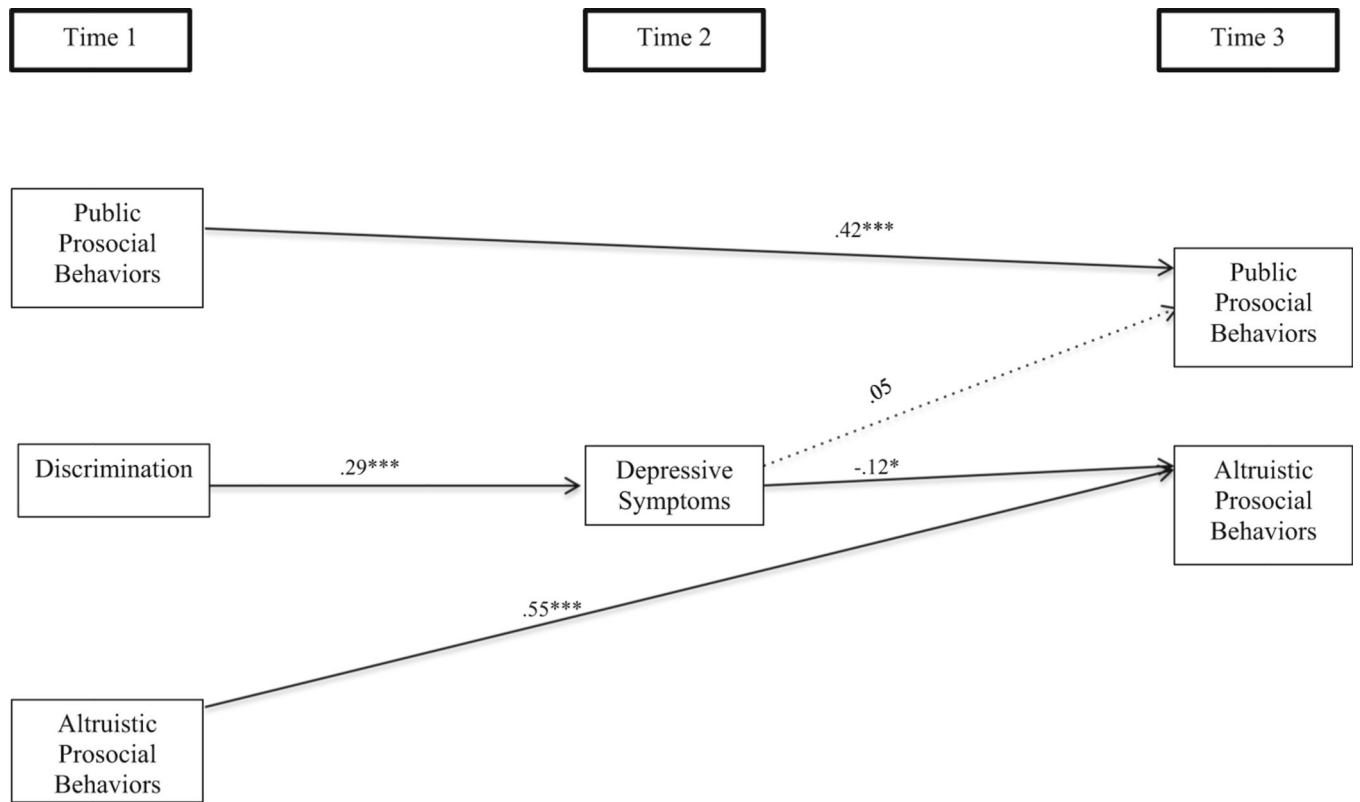 Time 1
Time 2
Time 3
Public
Prosocial
Behaviors
.42***
Public
Prosocial
Behaviors
.05
Discrimination
.29***
Depressive
Symptoms
-.12*
Altruistic
Prosocial
Behaviors
.55***
Altruistic
Prosocial
Behaviors